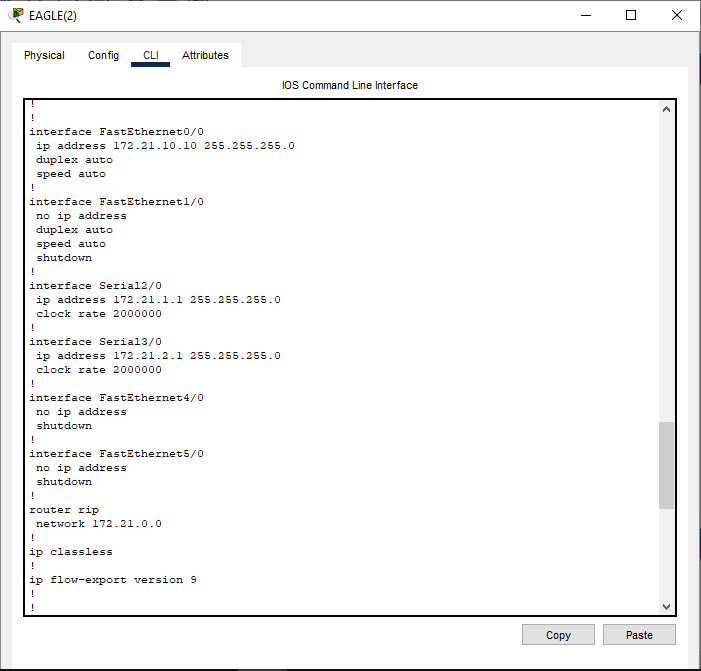 EAGLE(2)
Physical Config CLI Attributes
IOS Command Line Interface
!
!
interface FastEthernet0/0
 ip address 172.21.10.10 255.255.255.0
 duplex auto
 speed auto
!
interface FastEthernet1/0
 no ip address
 duplex auto
 speed auto
 shutdown
!
interface Serial2/0
 ip address 172.21.1.1 255.255.255.0
 clock rate 2000000
!
interface Serial3/0
 ip address 172.21.2.1 255.255.255.0
 clock rate 2000000
!
interface FastEthernet4/0
 no ip address
 shutdown
!
interface FastEthernet5/0
 no ip address
 shutdown
!
router rip
 network 172.21.0.0
!
ip classless
!
ip flow-export version 9
!
!
Copy Paste